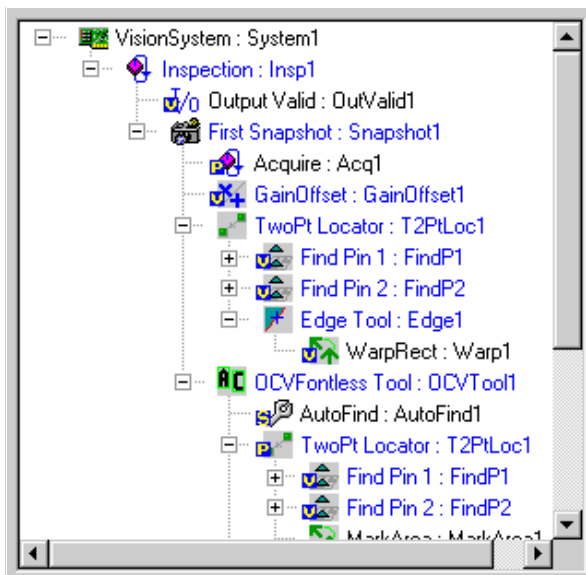 VisionSystem : System1
Inspection : Insp1
Output Valid : OutValid1
First Snapshot : Snapshot1
Acquire : Acq1
GainOffset : GainOffset1
TwoPt Locator : T2PtLoc1
Find Pin 1 : FindP1
Find Pin 2 : FindP2
Edge Tool : Edge1
WarpRect : Warp1
OCVFontless Tool : OCVTool1
AutoFind : AutoFind1
TwoPt Locator : T2PtLoc1
Find Pin 1 : FindP1
Find Pin 2 : FindP2
MarkArea : MarkArea1